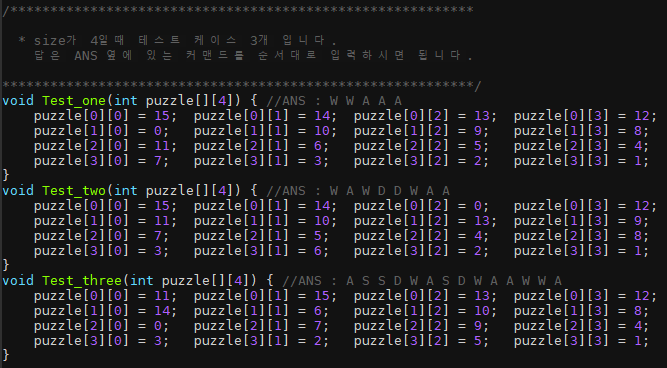 /**********************************************************
* size가 4일때 테스트 케이스 3개 입니다.
답은 ANS옆에 있는 커맨드를 순서대로 입력하시면 됩니다.
***********************************************************/
void Test_one(int puzzle[][4]) { //ANS : W W A A A
puzzle[0][0] = 15; puzzle[0][1] = 14; puzzle[0][2] = 13; puzzle[0][3] = 12;
puzzle[1][0] = 0; puzzle[1][1] = 10; puzzle[1][2] = 9; puzzle[1][3] = 8;
puzzle[2][0] = 11; puzzle[2][1] = 6; puzzle[2][2] = 5; puzzle[2][3] = 4;
puzzle[3][0] = 7; puzzle[3][1] = 3; puzzle[3][2] = 2; puzzle[3][3] = 1;
}
void Test_two(int puzzle[][4]) { //ANS : W A W D D W A A
puzzle[0][0] = 15; puzzle[0][1] = 14; puzzle[0][2] = 0; puzzle[0][3] = 12;
puzzle[1][0] = 11; puzzle[1][1] = 10; puzzle[1][2] = 13; puzzle[1][3] = 9;
puzzle[2][0] = 7; puzzle[2][1] = 5; puzzle[2][2] = 4; puzzle[2][3] = 8;
puzzle[3][0] = 3; puzzle[3][1] = 6; puzzle[3][2] = 2; puzzle[3][3] = 1;
}
void Test_three(int puzzle[][4]) { //ANS : A S S D W A S D W A A W W A
puzzle[0][0] = 11; puzzle[0][1] = 15; puzzle[0][2] = 13; puzzle[0][3] = 12;
puzzle[1][0] = 14; puzzle[1][1] = 6; puzzle[1][2] = 10; puzzle[1][3] = 8;
puzzle[2][0] = 0; puzzle[2][1] = 7; puzzle[2][2] = 9; puzzle[2][3] = 4;
puzzle[3][0] = 3; puzzle[3][1] = 2; puzzle[3][2] = 5; puzzle[3][3] = 1;
}